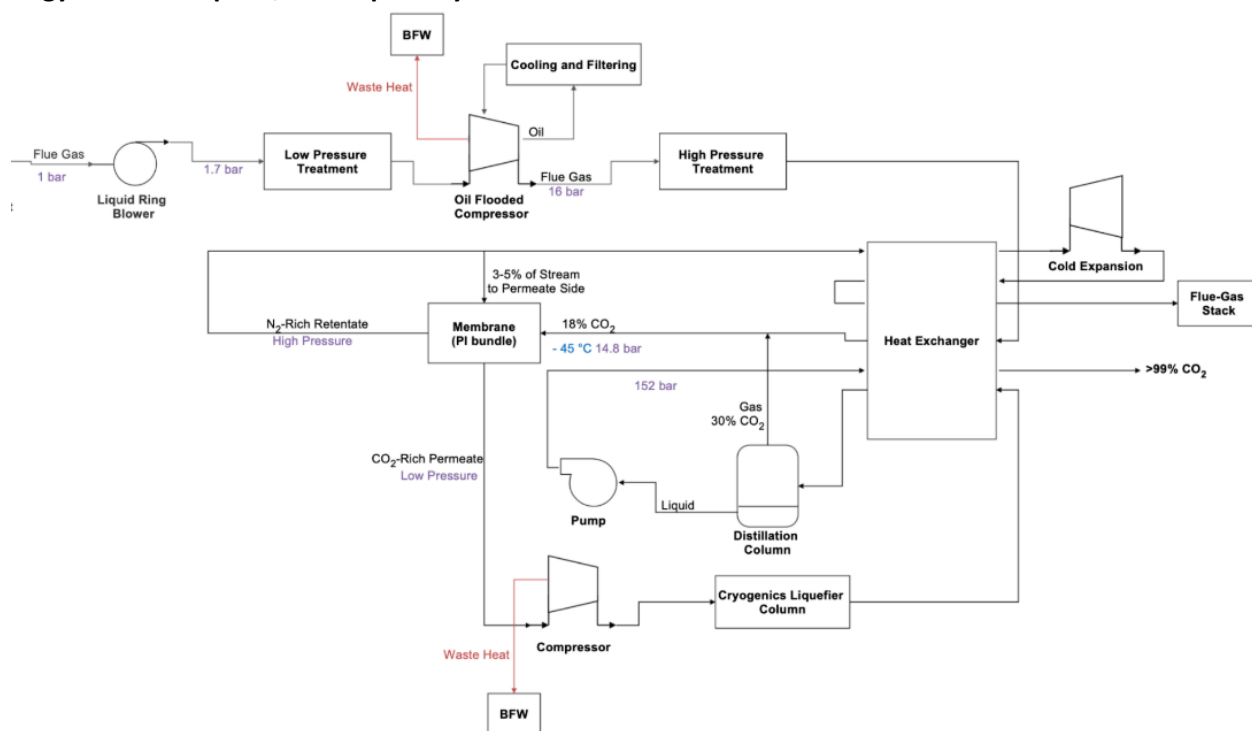 BFW
Cooling and Filtering
Waste Heat
Oil
Flue Gas
1 bar
1.7 bar
Liquid Ring
Blower
Low Pressure
Treatment
Flue Gas
16 bar
Oil Flooded
Compressor
High Pressure
Treatment
Cold Expansion
3-5% of Stream
to Permeate Side
Flue-Gas
Stack
N2-Rich Retentate
High Pressure
Membrane
(PI bundle)
18% CO2
- 45 °C 14.8 bar
Heat Exchanger
152 bar
>99% CO2
Gas
30% CO2
CO2-Rich Permeate
Low Pressure
Liquid
Pump
Distillation
Column
Cryogenics Liquefier
Column
Compressor
Waste Heat
BFW